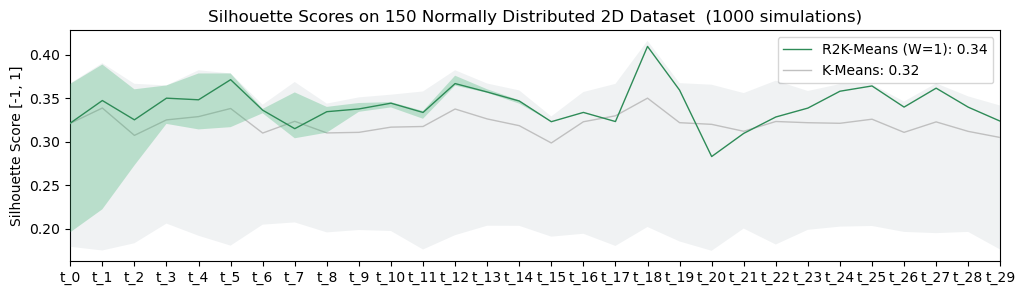 Silhouette Scores on 150 Normally Distributed 2D Dataset  (1000 simulations)
Silhouette Score [-1, 1]
0.40
0.35
0.30
0.25
0.20
R2K-Means (W=1): 0.34
K-Means: 0.32
t_0 t_1 t_2 t_3 t_4 t_5 t_6 t_7 t_8 t_9 t_10 t_11 t_12 t_13 t_14 t_15 t_16 t_17 t_18 t_19 t_20 t_21 t_22 t_23 t_24 t_25 t_26 t_27 t_28 t_29